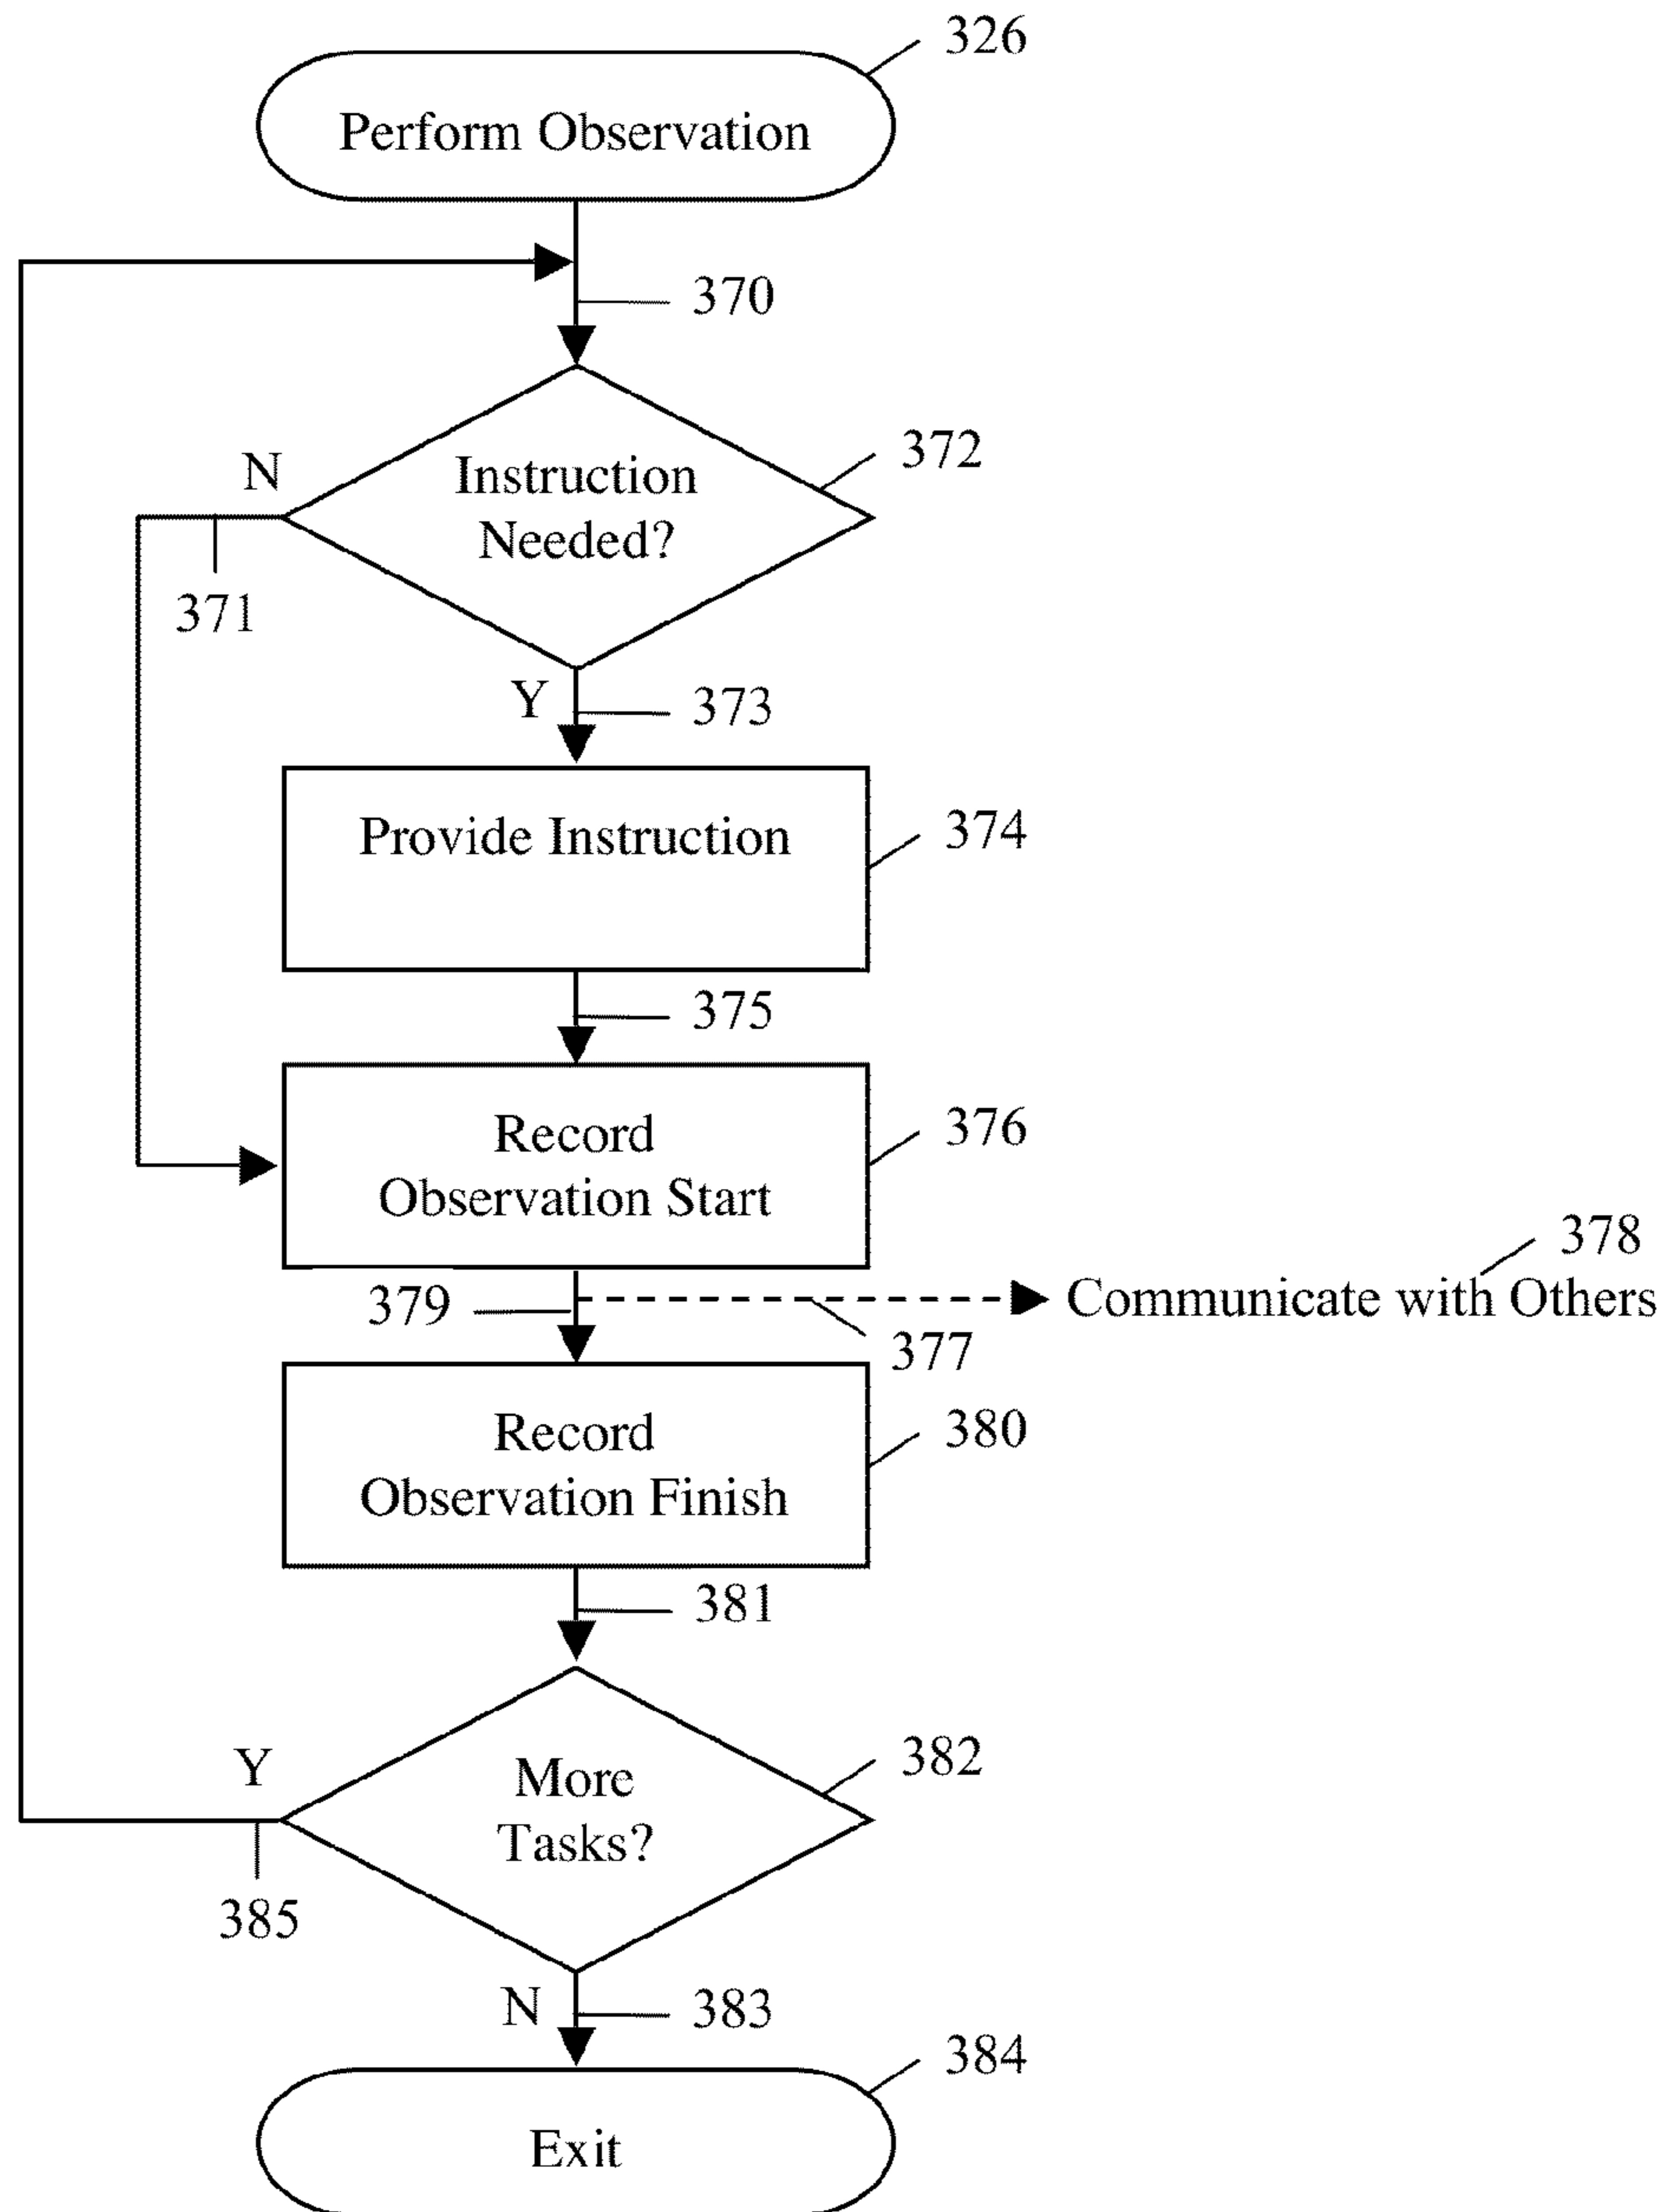 326
Perform Observation
370
372
N
Instruction
Needed?
371
Y
373
Provide Instruction
374
375
Record
Observation Start
376
378
379
Communicate with Others
377
Record
Observation Finish
380
381
382
Y
More
Tasks?
385
N
383
384
Exit